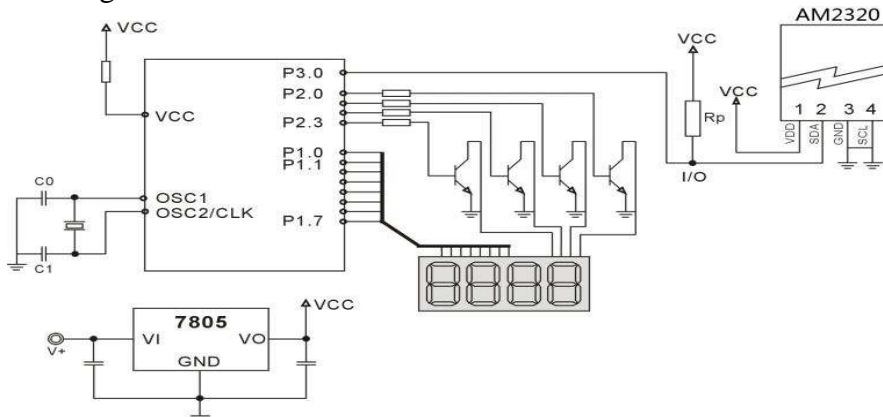 AM2320
VCC
VCC
VCC
Rp
1 2 3 4
VDD
SDA
GND
SCL
I/O
VCC
OSC1
OSC2/CLK
P3.0
P2.0
P2.3
P1.0
P1.1
P1.7
C0
C1
7805
VI
VO
GND
V+
VCC